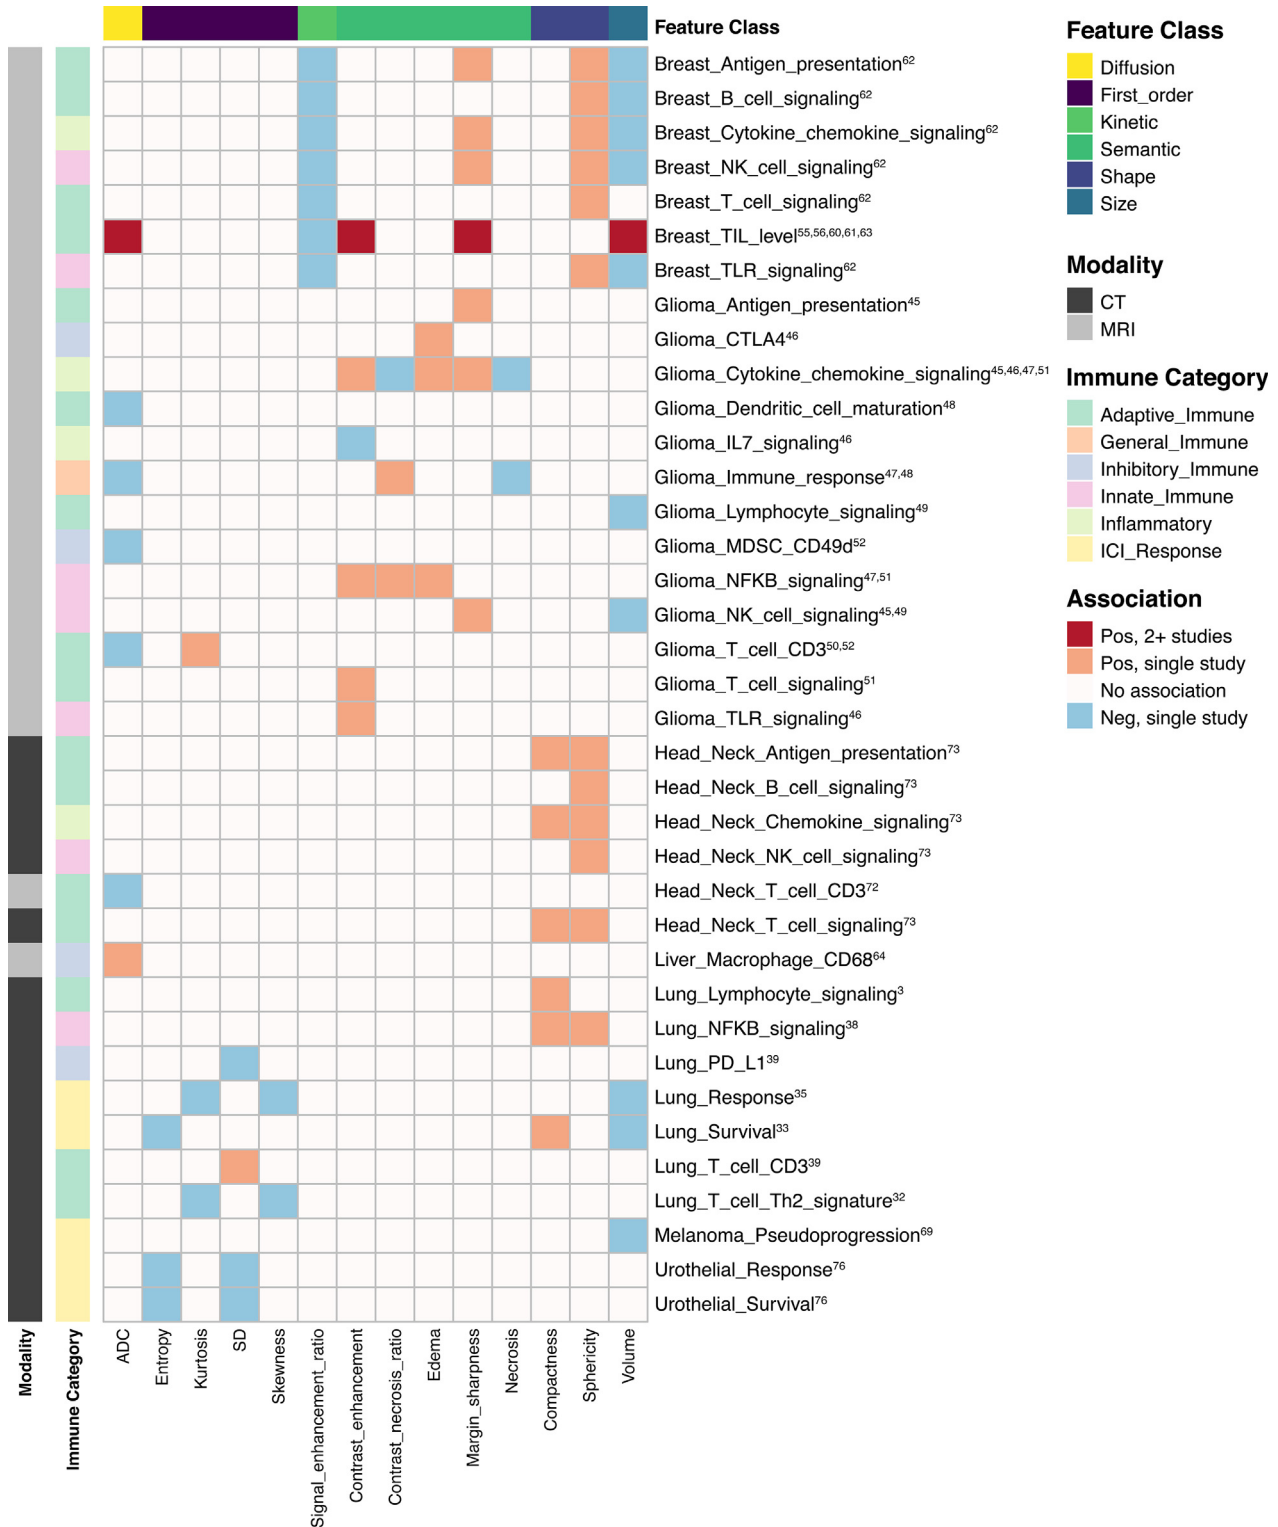 Feature Class
Breast_Antigen_presentation62
Breast_B_cell_signaling62
Breast_Cytokine_chemokine_signaling62
Breast_NK_cell_signaling62
Breast_T_cell_signaling62
Breast_TIL_level55,56,60,61,63
Breast_TLR_signaling62
Glioma_Antigen_presentation45
Glioma_CTLA446
Glioma_Cytokine_chemokine_signaling45,46,47,51
Glioma_Dendritic_cell_maturation48
Glioma_IL7_signaling46
Glioma_Immune_response47,48
Glioma_Lymphocyte_signaling49
Glioma_MDSC_CD49d52
Glioma_NFKB_signaling47,51
Glioma_NK_cell_signaling45,49
Glioma_T_cell_CD350,52
Glioma_T_cell_signaling51
Glioma_TLR_signaling46
Head_Neck_Antigen_presentation73
Head_Neck_B_cell_signaling73
Head_Neck_Chemokine_signaling73
Head_Neck_NK_cell_signaling73
Head_Neck_T_cell_CD372
Head_Neck_T_cell_signaling73
Liver_Macrophage_CD6864
Lung_Lymphocyte_signaling3
Lung_NFKB_signaling38
Lung_PD_L139
Lung_Response35
Lung_Survival33
Lung_T_cell_CD339
Lung_T_cell_Th2_signature32
Melanoma_Pseudoprogression69
Urothelial_Response76
Urothelial_Survival76
Modality
Immune Category
ADC
Entropy
Kurtosis
SD
Skewness
Signal_enhancement_ratio
Contrast_enhancement
Contrast_necrosis_ratio
Edema
Margin_sharpness
Necrosis
Compactness
Sphericity
Volume
Feature Class
Diffusion
First_order
Kinetic
Semantic
Shape
Size
Modality
CT
MRI
Immune Category
Adaptive_Immune
General_Immune
Inhibitory_Immune
Innate_Immune
Inflammatory
ICI_Response
Association
Pos, 2+ studies
Pos, single study
No association
Neg, single study